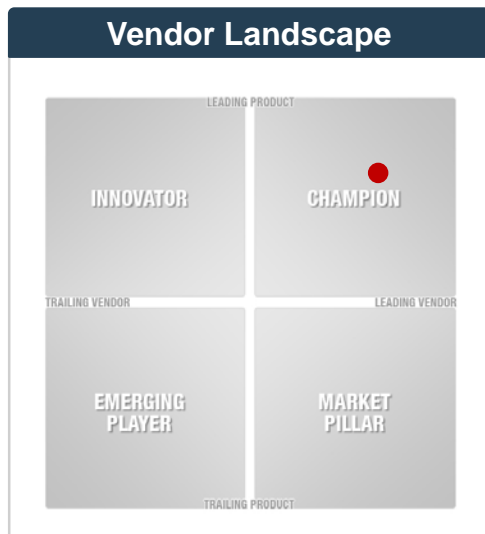 Vendor Landscape
LEADING PRODUCT
INNOVATOR
CHAMPION
TRAILING VENDOR
LEADING VENDOR
EMERGING
PLAYER
MARKET
PILLAR
TRAILING PRODUCT